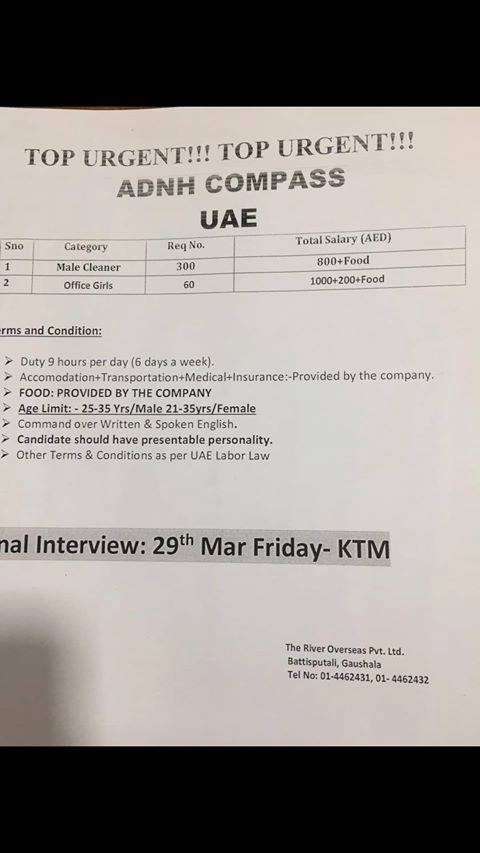 TOP URGENT!!! TOP URGENT!!!
ADNH COMPASS
UAE
Sno Category Req No. Total Salary (AED)
1 Male Cleaner 300 800+Food
2 Office Girls 60 1000+200+Food
erms and Condition:
➢ Duty 9 hours per day (6 days a week).
➢ Accomodation+Transportation+Medical+Insurance:-Provided by the company.
➢ FOOD: PROVIDED BY THE COMPANY
➢ Age Limit: - 25-35 Yrs/Male 21-35yrs/Female
➢ Command over Written & Spoken English.
➢ Candidate should have presentable personality.
➢ Other Terms & Conditions as per UAE Labor Law
nal Interview: 29th Mar Friday- KTM
The River Overseas Pvt. Ltd.
Battisputali, Gaushala
Tel No: 01-4462431, 01- 4462432